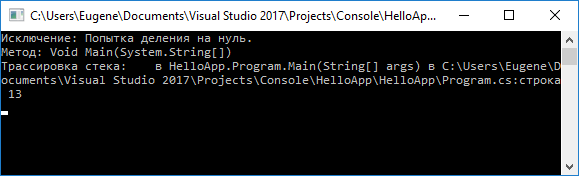 C:\Users\Eugene\Documents\Visual Studio 2017\Projects\Console\HelloAp...
Исключение: Попытка деления на нуль.
Метод: Void Main(System.String[])
Трассировка стека:    в HelloApp.Program.Main(String[] args) в C:\Users\Eugene\D
ocuments\Visual Studio 2017\Projects\Console\HelloApp\HelloApp\Program.cs:строка
 13